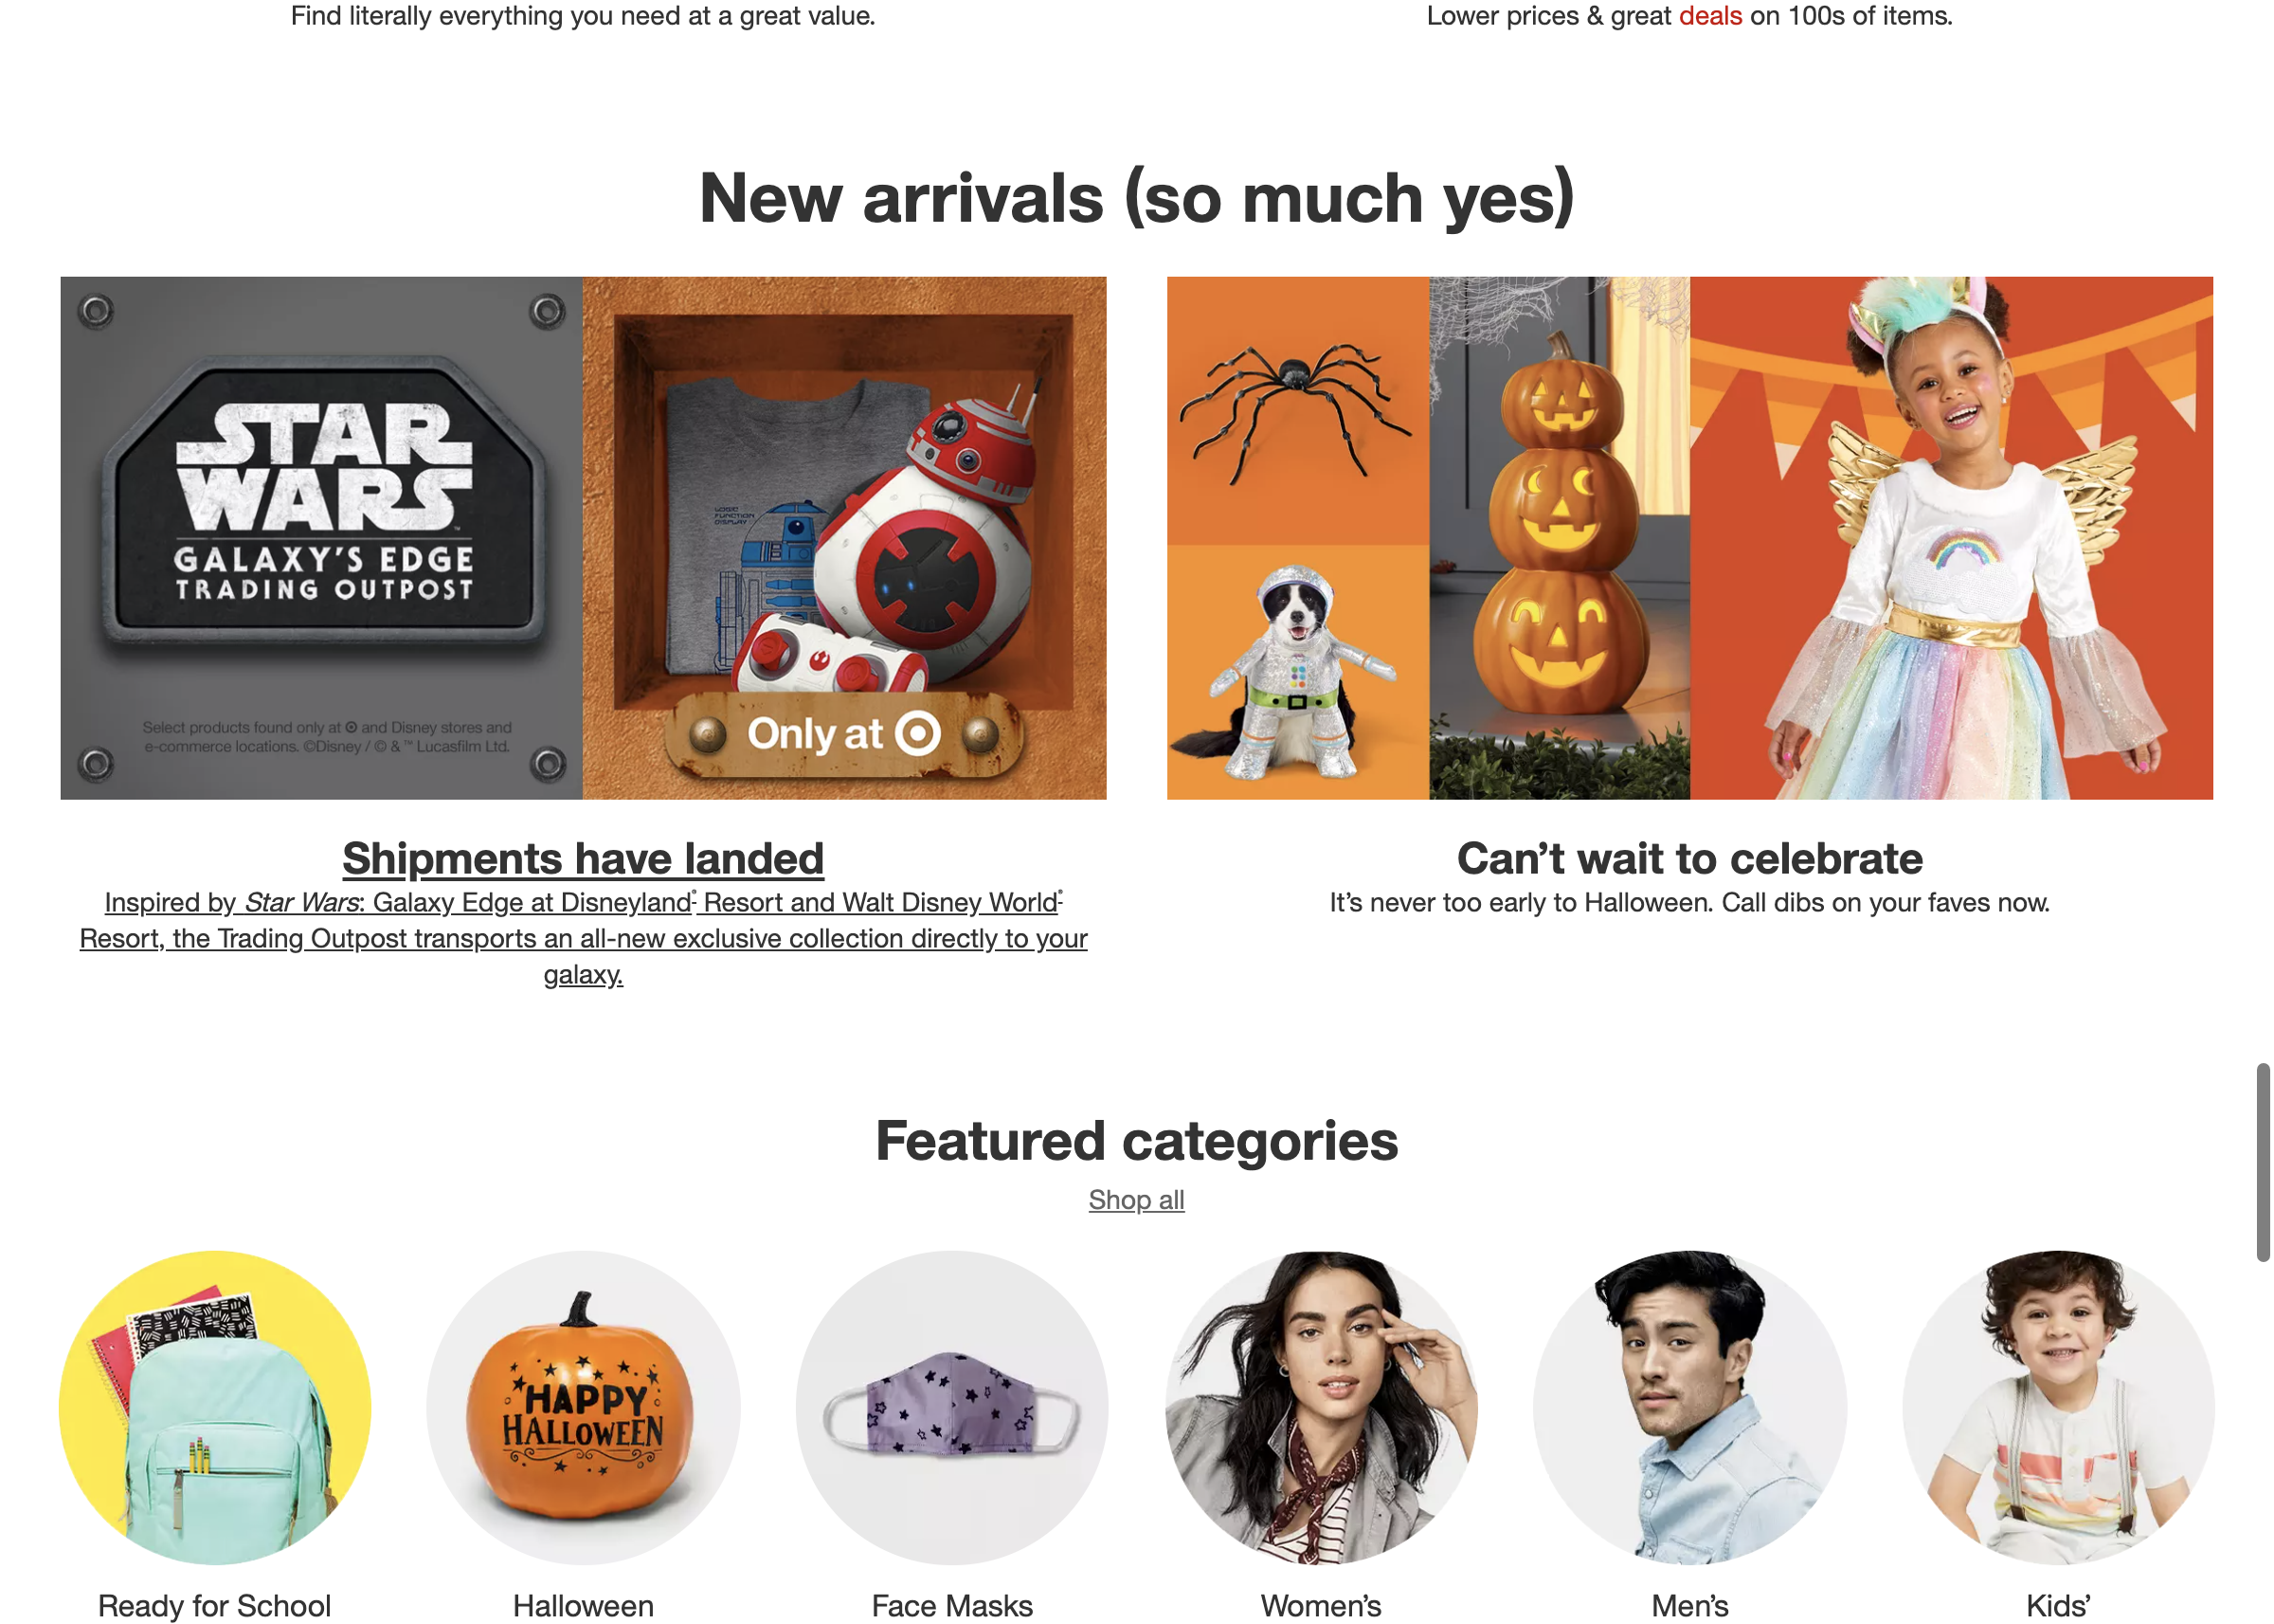 Find literally everything you need at a great value.
Lower prices & great deals on 100s of items.
New arrivals (so much yes)
STAR
WARS™
GALAXY'S EDGE
TRADING OUTPOST
Select products found only at and Disney stores and
e-commerce locations. ©Disney / © & ™ Lucasfilm Ltd.
LOGIC
FUNCTION
DISPLAY
Only at
Shipments have landed
Inspired by Star Wars: Galaxy Edge at Disneyland® Resort and Walt Disney World®
Resort, the Trading Outpost transports an all-new exclusive collection directly to your
galaxy.
Can’t wait to celebrate
It’s never too early to Halloween. Call dibs on your faves now.
Featured categories
Shop all
HAPPY
HALLOWEEN
Ready for School
Halloween
Face Masks
Women’s
Men’s
Kids’